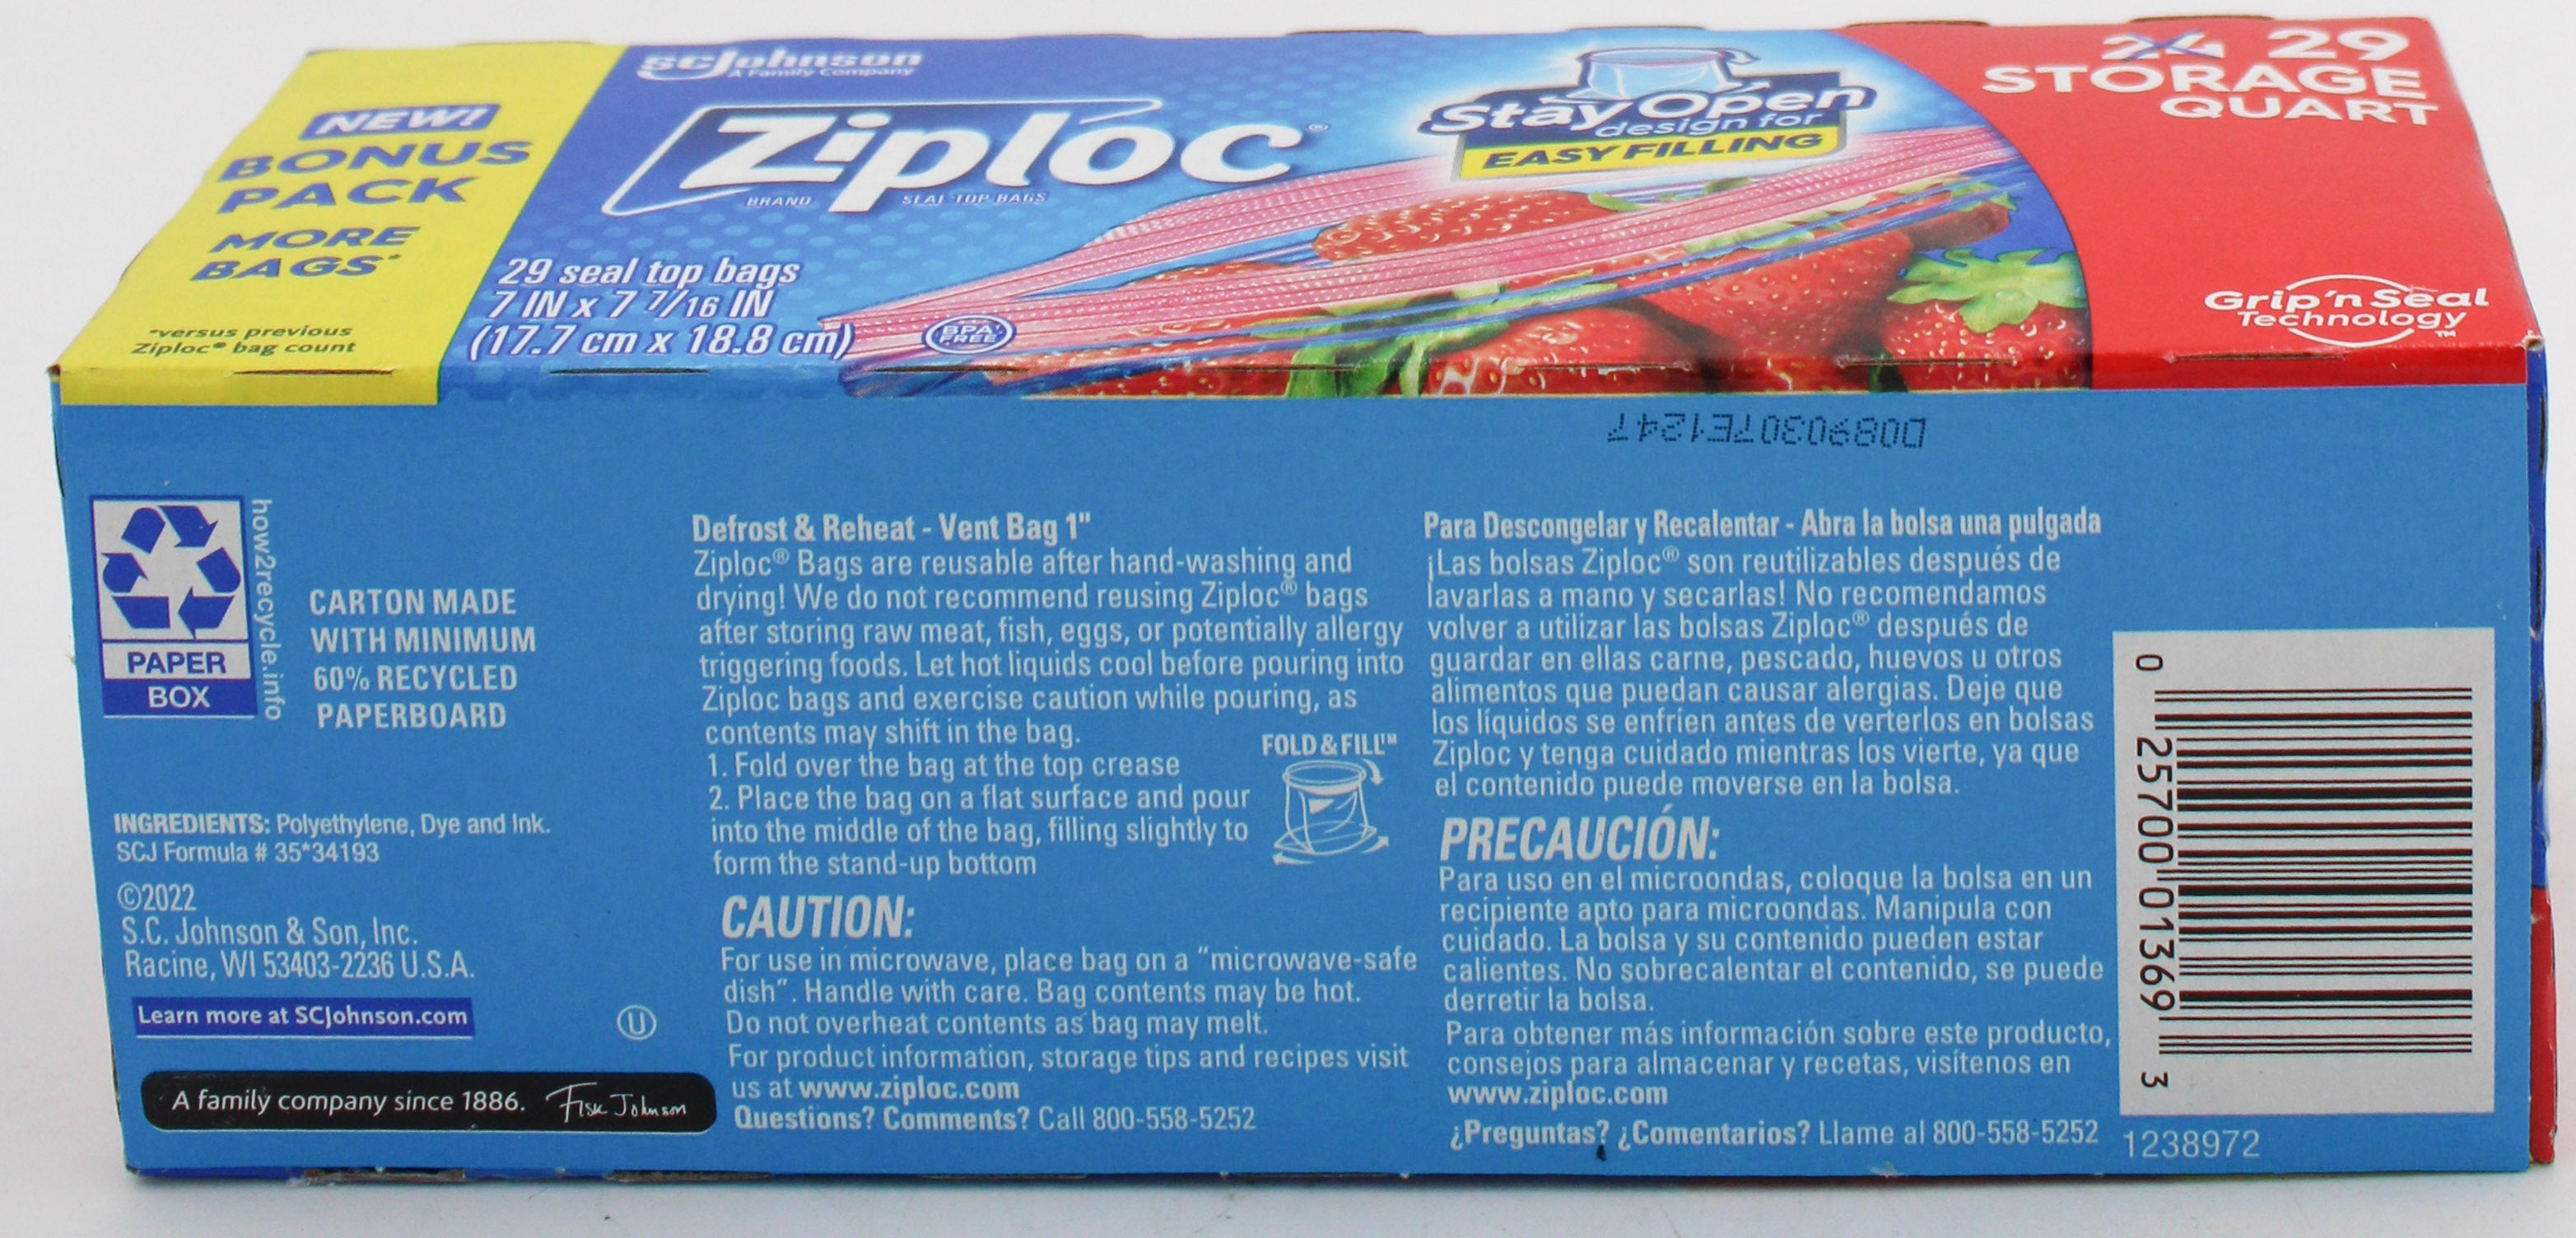 NEW!
BONUS
PACK
MORE
BAGS*
*versus previous
Ziploc® bag count
SCJohnson
A Family Company
Ziploc®
BRAND SEAL TOP BAGS
29 seal top bags
7 IN x 7 7/16 IN
(17.7 cm x 18.8 cm)
BPA
FREE
Stay Open
design for
EASY FILLING
24 29
STORAGE
QUART
Grip'n Seal
Technology
TM
D0890307E1247
how2recycle.info
PAPER
BOX
CARTON MADE
WITH MINIMUM
60% RECYCLED
PAPERBOARD
INGREDIENTS: Polyethylene, Dye and Ink.
SCJ Formula # 35*34193
©2022
S.C. Johnson & Son, Inc.
Racine, WI 53403-2236 U.S.A.
Learn more at SCJohnson.com
U
A family company since 1886. Fisk Johnson
Defrost & Reheat - Vent Bag 1"
Ziploc® Bags are reusable after hand-washing and
drying! We do not recommend reusing Ziploc® bags
after storing raw meat, fish, eggs, or potentially allergy
triggering foods. Let hot liquids cool before pouring into
Ziploc bags and exercise caution while pouring, as
contents may shift in the bag.
1. Fold over the bag at the top crease
2. Place the bag on a flat surface and pour
into the middle of the bag, filling slightly to
form the stand-up bottom
FOLD & FILL™
CAUTION:
For use in microwave, place bag on a "microwave-safe
dish". Handle with care. Bag contents may be hot.
Do not overheat contents as bag may melt.
For product information, storage tips and recipes visit
us at www.ziploc.com
Questions? Comments? Call 800-558-5252
Para Descongelar y Recalentar - Abra la bolsa una pulgada
¡Las bolsas Ziploc® son reutilizables después de
lavarlas a mano y secarlas! No recomendamos
volver a utilizar las bolsas Ziploc® después de
guardar en ellas carne, pescado, huevos u otros
alimentos que puedan causar alergias. Deje que
los líquidos se enfríen antes de verterlos en bolsas
Ziploc y tenga cuidado mientras los vierte, ya que
el contenido puede moverse en la bolsa.
PRECAUCIÓN:
Para uso en el microondas, coloque la bolsa en un
recipiente apto para microondas. Manipula con
cuidado. La bolsa y su contenido pueden estar
calientes. No sobrecalentar el contenido, se puede
derretir la bolsa.
Para obtener más información sobre este producto,
consejos para almacenar y recetas, visítenos en
www.ziploc.com
¿Preguntas? ¿Comentarios? Llame al 800-558-5252
0 25700 01369 3
1238972